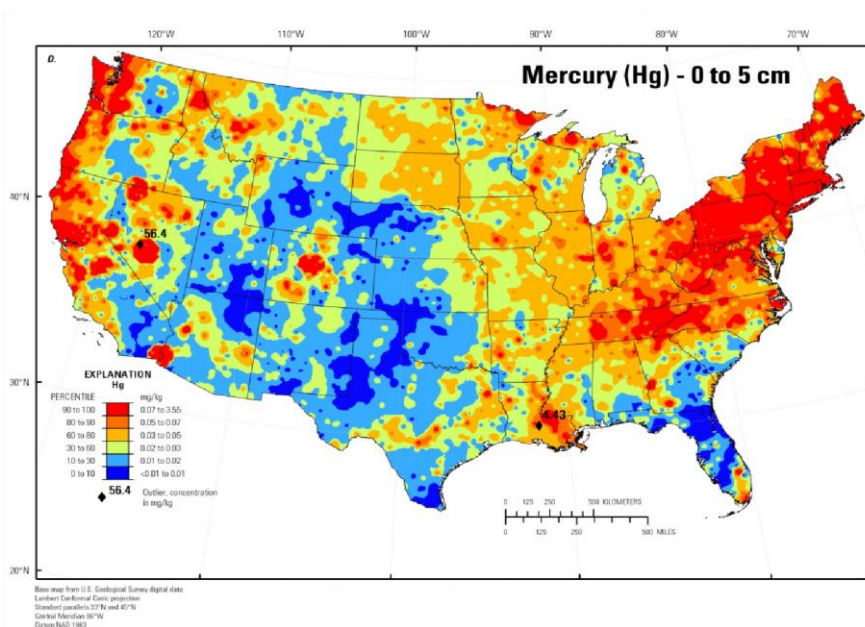 120°W 110°W 100°W 90°W 80°W 70°W
D.
Mercury (Hg) - 0 to 5 cm
40°N
56.4
30°N
4.43
EXPLANATION
Hg
PERCENTILE mg/kg
90 to 100 0.07 to 3.55
80 to 90 0.05 to 0.07
60 to 80 0.03 to 0.05
30 to 60 0.02 to 0.00
10 to 30 0.01 to 0.02
0 to 10 <0.01 to 0.01
56.4 Outlier, concentration
in mg/kg
0 125 250 500 KILOMETERS
0 125 250 500 MILES
20°N
Base map from U.S. Geological Survey digital data
Lambert Conformal Conic projection
Standard parallels 33°N and 45°N
Central Meridian 96°W
Datum NAD 1983